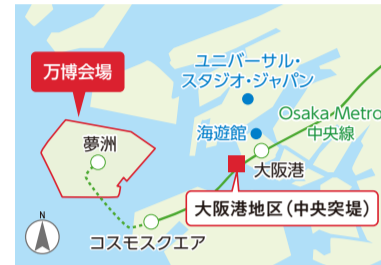 ユニバーサル・
スタジオ・ジャパン
万博会場
Osaka Metro
中央線
海遊館
夢洲
大阪港
大阪港地区(中央突堤)
N
コスモスクエア